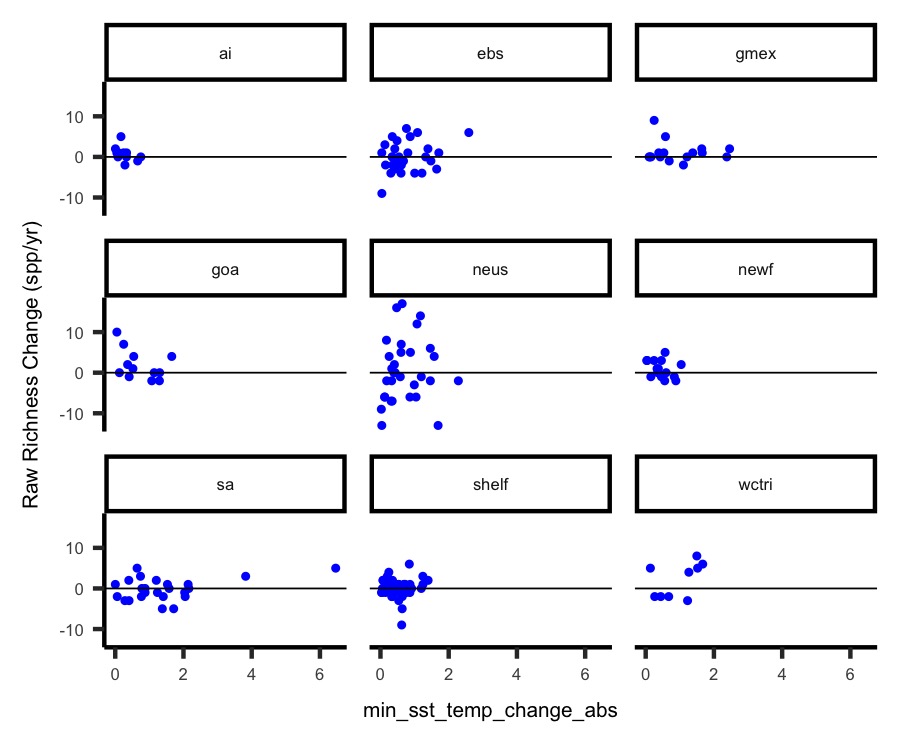 ai ebs gmex
10
0
-10
goa neus newf
10
0
-10
Raw Richness Change (spp/yr)
sa shelf wctri
10
0
-10
0 2 4 6 0 2 4 6 0 2 4 6
min_sst_temp_change_abs